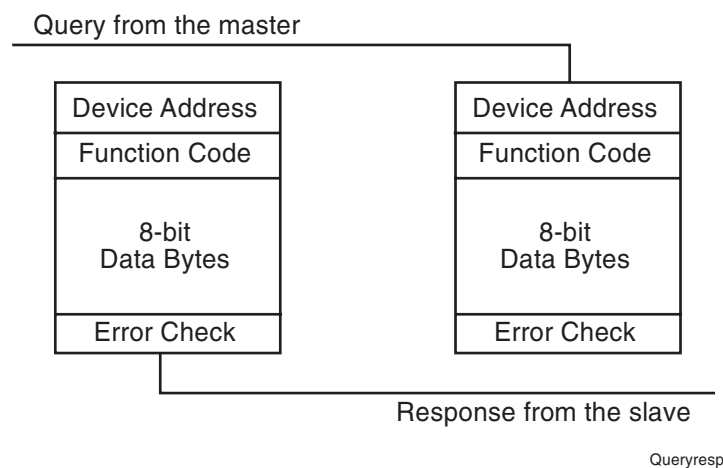 Query from the master
Device Address
Function Code
8-bit
Data Bytes
Error Check
Device Address
Function Code
8-bit
Data Bytes
Error Check
Response from the slave
Queryresp